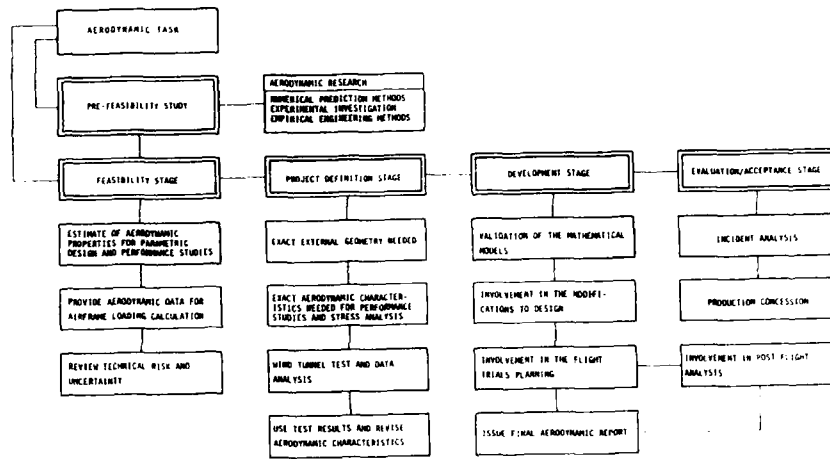 AERODYNAMIC TASK
PRE-FEASIBILITY STUDY
AERODYNAMIC RESEARCH
NUMERICAL PREDICTION METHODS
EXPERIMENTAL INVESTIGATION
EMPIRICAL ENGINEERING METHODS
FEASIBILITY STAGE
PROJECT DEFINITION STAGE
DEVELOPMENT STAGE
EVALUATION/ACCEPTANCE STAGE
ESTIMATE OF AERODYNAMIC
PROPERTIES FOR PARAMETRIC
DESIGN AND PERFORMANCE STUDIES
PROVIDE AERODYNAMIC DATA FOR
AIRFRAME LOADING CALCULATION
REVIEW TECHNICAL RISK AND
UNCERTAINTY
EXACT EXTERNAL GEOMETRY NEEDED
EXACT AERODYNAMIC CHARACTER-
ISTICS NEEDED FOR PERFORMANCE
STUDIES AND STRESS ANALYSIS
WIND TUNNEL TEST AND DATA
ANALYSIS
USE TEST RESULTS AND REVISE
AERODYNAMIC CHARACTERISTICS
VALIDATION OF THE MATHEMATICAL
MODELS
INVOLVEMENT IN THE MODIFI-
CATIONS TO DESIGN
INVOLVEMENT IN THE FLIGHT
TRIALS PLANNING
ISSUE FINAL AERODYNAMIC REPORT
INCIDENT ANALYSIS
PRODUCTION CONCESSION
INVOLVEMENT IN POST FLIGHT
ANALYSIS